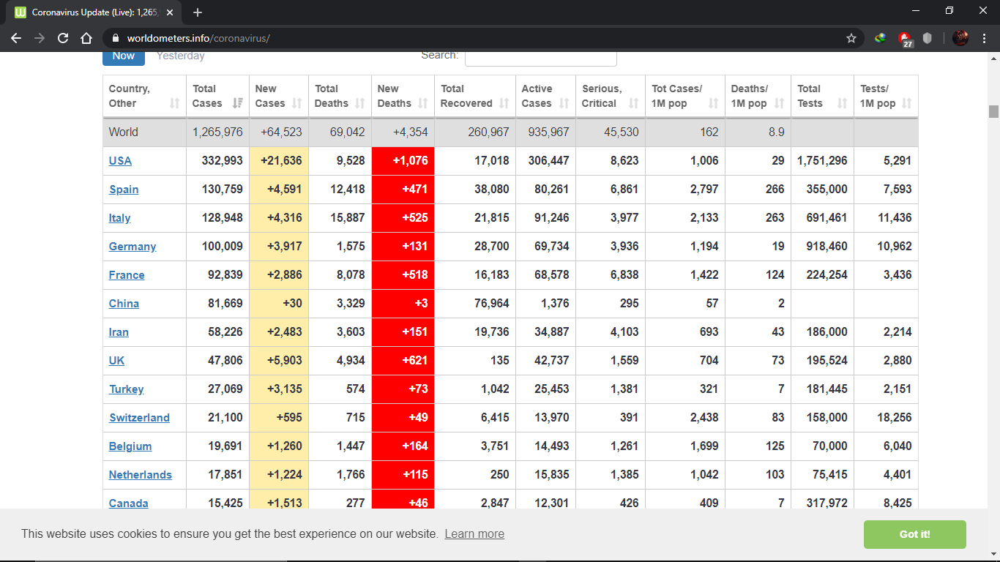 Coronavirus Update (Live): 1,265,
worldometers.info/coronavirus/
27
Now Yesterday Search:
Country, Other Total Cases New Cases Total Deaths New Deaths Total Recovered Active Cases Serious, Critical Tot Cases/ 1M pop Deaths/ 1M pop Total Tests Tests/ 1M pop
World 1,265,976 +64,523 69,042 +4,354 260,967 935,967 45,530 162 8.9
USA 332,993 +21,636 9,528 +1,076 17,018 306,447 8,623 1,006 29 1,751,296 5,291
Spain 130,759 +4,591 12,418 +471 38,080 80,261 6,861 2,797 266 355,000 7,593
Italy 128,948 +4,316 15,887 +525 21,815 91,246 3,977 2,133 263 691,461 11,436
Germany 100,009 +3,917 1,575 +131 28,700 69,734 3,936 1,194 19 918,460 10,962
France 92,839 +2,886 8,078 +518 16,183 68,578 6,838 1,422 124 224,254 3,436
China 81,669 +30 3,329 +3 76,964 1,376 295 57 2
Iran 58,226 +2,483 3,603 +151 19,736 34,887 4,103 693 43 186,000 2,214
UK 47,806 +5,903 4,934 +621 135 42,737 1,559 704 73 195,524 2,880
Turkey 27,069 +3,135 574 +73 1,042 25,453 1,381 321 7 181,445 2,151
Switzerland 21,100 +595 715 +49 6,415 13,970 391 2,438 83 158,000 18,256
Belgium 19,691 +1,260 1,447 +164 3,751 14,493 1,261 1,699 125 70,000 6,040
Netherlands 17,851 +1,224 1,766 +115 250 15,835 1,385 1,042 103 75,415 4,401
Canada 15,425 +1,513 277 +46 2,847 12,301 426 409 7 317,972 8,425
This website uses cookies to ensure you get the best experience on our website. Learn more Got it!